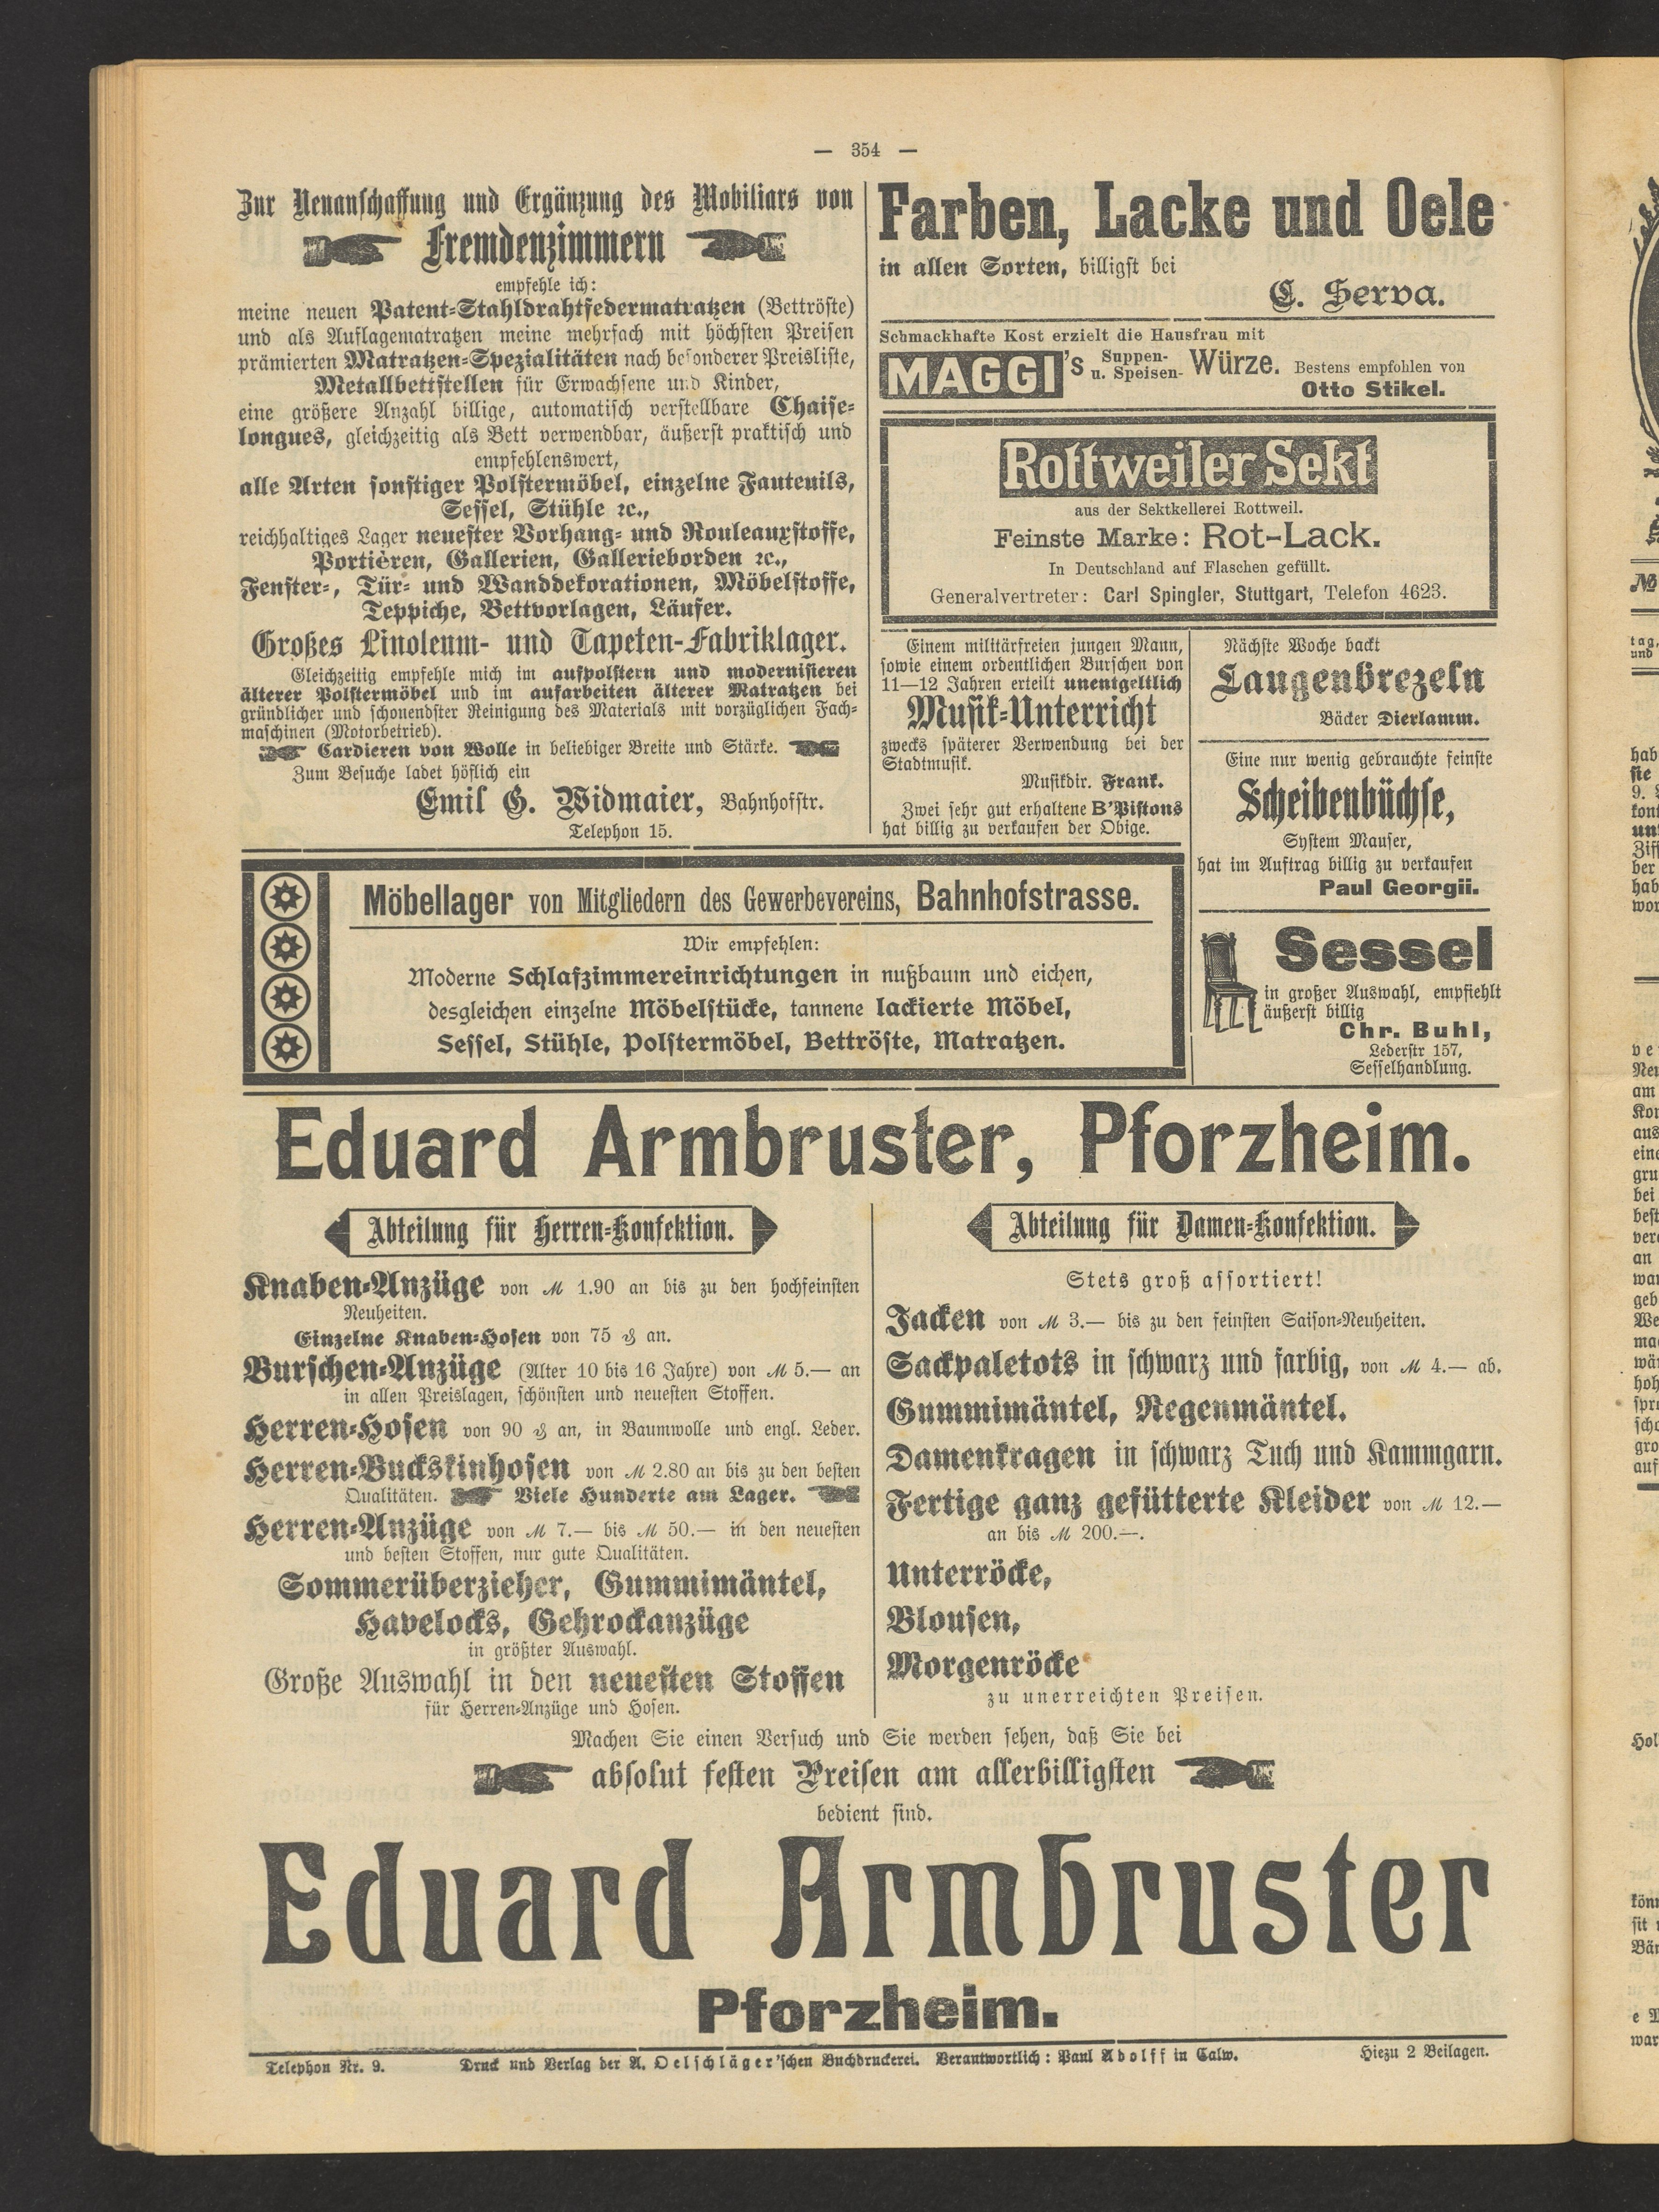 — 354 —
Zur Neuanschaffung und Ergänzung des Mobiliars von
Fremdenzimmern
empfehle ich:
meine neuen Patent-Stahldrahtfedermatratzen (Bettröste)
und als Auflagematratzen meine mehrfach mit höchsten Preisen
prämierten Matratzen-Spezialitäten nach besonderer Preisliste,
Metallbettstellen für Erwachsene und Kinder,
eine größere Anzahl billige, automatisch verstellbare Chaise-
longues, gleichzeitig als Bett verwendbar, äußerst praktisch und
empfehlenswert,
alle Arten sonstiger Polstermöbel, einzelne Fauteuils,
Sessel, Stühle ꝛc.,
reichhaltiges Lager neuester Vorhang- und Rouleauxstoffe,
Portièren, Gallerien, Gallerieborden ꝛc.,
Fenster-, Tür- und Wanddekorationen, Möbelstoffe,
Teppiche, Bettvorlagen, Läufer.
Großes Linoleum- und Tapeten-Fabriklager.
Gleichzeitig empfehle mich im aufpolstern und modernisieren
älterer Polstermöbel und im aufarbeiten älterer Matratzen bei
gründlicher und schonendster Reinigung des Materials mit vorzüglichen Fach-
maschinen (Motorbetrieb).
Cardieren von Wolle in beliebiger Breite und Stärke.
Zum Besuche ladet höflich ein
Emil G. Widmaier, Bahnhofstr.
Telephon 15.
Farben, Lacke und Oele
in allen Sorten, billigst bei
C. Serva.
Schmackhafte Kost erzielt die Hausfrau mit
MAGGI's Suppen- u. Speisen- Würze. Bestens empfohlen von
Otto Stikel.
Rottweiler Sekt
aus der Sektkellerei Rottweil.
Feinste Marke: Rot-Lack.
In Deutschland auf Flaschen gefüllt.
Generalvertreter: Carl Spingler, Stuttgart, Telefon 4623.
Einem militärfreien jungen Mann,
sowie einem ordentlichen Burschen von
11—12 Jahren erteilt unentgeltlich
Musik-Unterricht
zwecks späterer Verwendung bei der
Stadtmusik.
Musikdir. Frank.
Zwei sehr gut erhaltene B'Pistons
hat billig zu verkaufen der Obige.
Nächste Woche backt
Laugenbrezeln
Bäcker Dierlamm.
Eine nur wenig gebrauchte feinste
Scheibenbüchse,
System Mauser,
hat im Auftrag billig zu verkaufen
Paul Georgii.
Sessel
in großer Auswahl, empfiehlt
äußerst billig
Chr. Buhl,
Lederstr 157,
Sesselhandlung.
Möbellager von Mitgliedern des Gewerbevereins, Bahnhofstrasse.
Wir empfehlen:
Moderne Schlafzimmereinrichtungen in nußbaum und eichen,
desgleichen einzelne Möbelstücke, tannene lackierte Möbel,
Sessel, Stühle, Polstermöbel, Bettröste, Matratzen.
Eduard Armbruster, Pforzheim.
Abteilung für Herren-Konfektion.
Knaben-Anzüge von ℳ 1.90 an bis zu den hochfeinsten
Neuheiten.
Einzelne Knaben-Hosen von 75 ₰ an.
Burschen-Anzüge (Alter 10 bis 16 Jahre) von ℳ 5.— an
in allen Preislagen, schönsten und neuesten Stoffen.
Herren-Hosen von 90 ₰ an, in Baumwolle und engl. Leder.
Herren-Buckskinhosen von ℳ 2.80 an bis zu den besten
Qualitäten. Viele Hunderte am Lager.
Herren-Anzüge von ℳ 7.— bis ℳ 50.— in den neuesten
und besten Stoffen, nur gute Qualitäten.
Sommerüberzieher, Gummimäntel,
Havelocks, Gehrockanzüge
in größter Auswahl.
Große Auswahl in den neuesten Stoffen
für Herren-Anzüge und Hosen.
Abteilung für Damen-Konfektion.
Stets groß assortiert!
Jacken von ℳ 3.— bis zu den feinsten Saison-Neuheiten.
Sackpaletots in schwarz und farbig, von ℳ 4.— ab.
Gummimäntel, Regenmäntel.
Damenkragen in schwarz Tuch und Kammgarn.
Fertige ganz gefütterte Kleider von ℳ 12.—
an bis ℳ 200.—.
Unterröcke,
Blousen,
Morgenröcke
zu unerreichten Preisen.
Machen Sie einen Versuch und Sie werden sehen, daß Sie bei
absolut festen Preisen am allerbilligsten
bedient sind.
Eduard Armbruster
Pforzheim.
Telephon Nr. 9. Druck und Verlag der A. Oelschläger'schen Buchdruckerei. Verantwortlich: Paul Adolff in Calw. Hiezu 2 Beilagen.